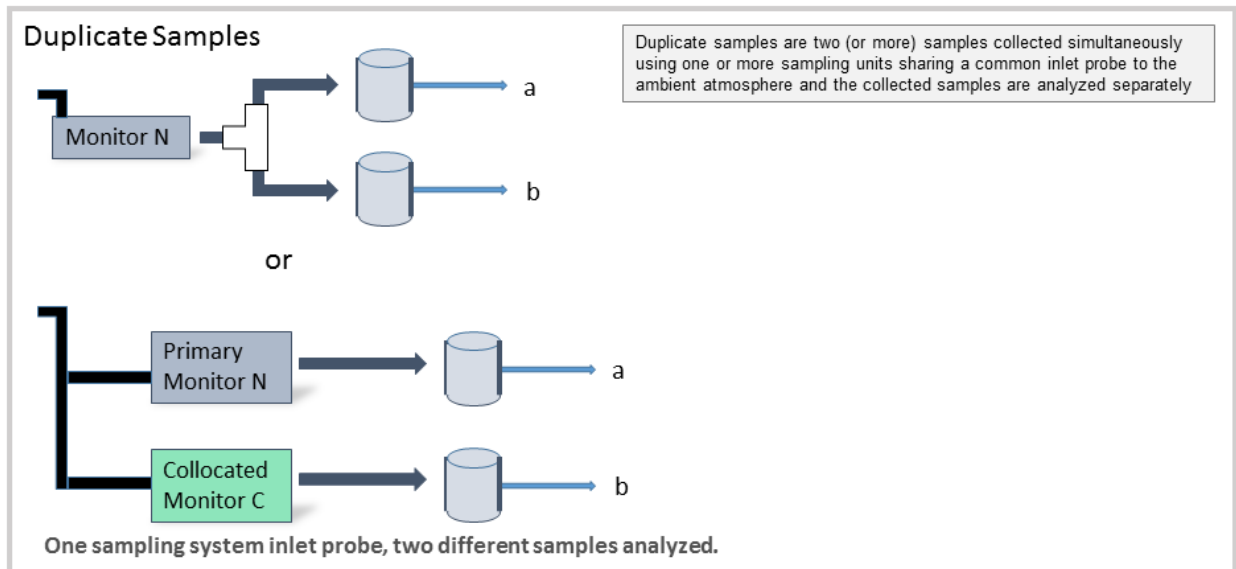 Duplicate Samples
Duplicate samples are two (or more) samples collected simultaneously
using one or more sampling units sharing a common inlet probe to the
ambient atmosphere and the collected samples are analyzed separately
a
Monitor N
b
or
Primary
Monitor N
a
Collocated
Monitor C
b
One sampling system inlet probe, two different samples analyzed.